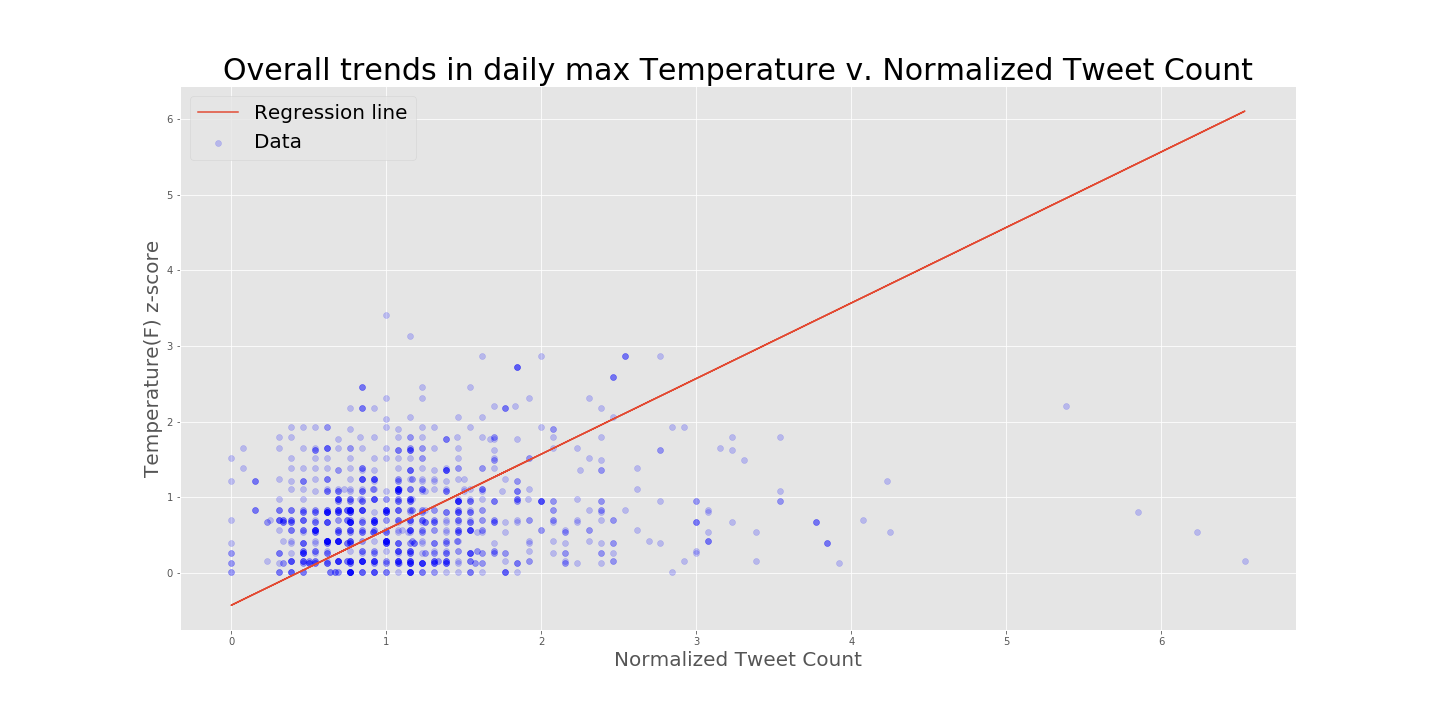 Overall trends in daily max Temperature v. Normalized Tweet Count
Regression line
Data
6
5
4
3
2
1
0
Temperature(F) z-score
0 1 2 3 4 5 6
Normalized Tweet Count